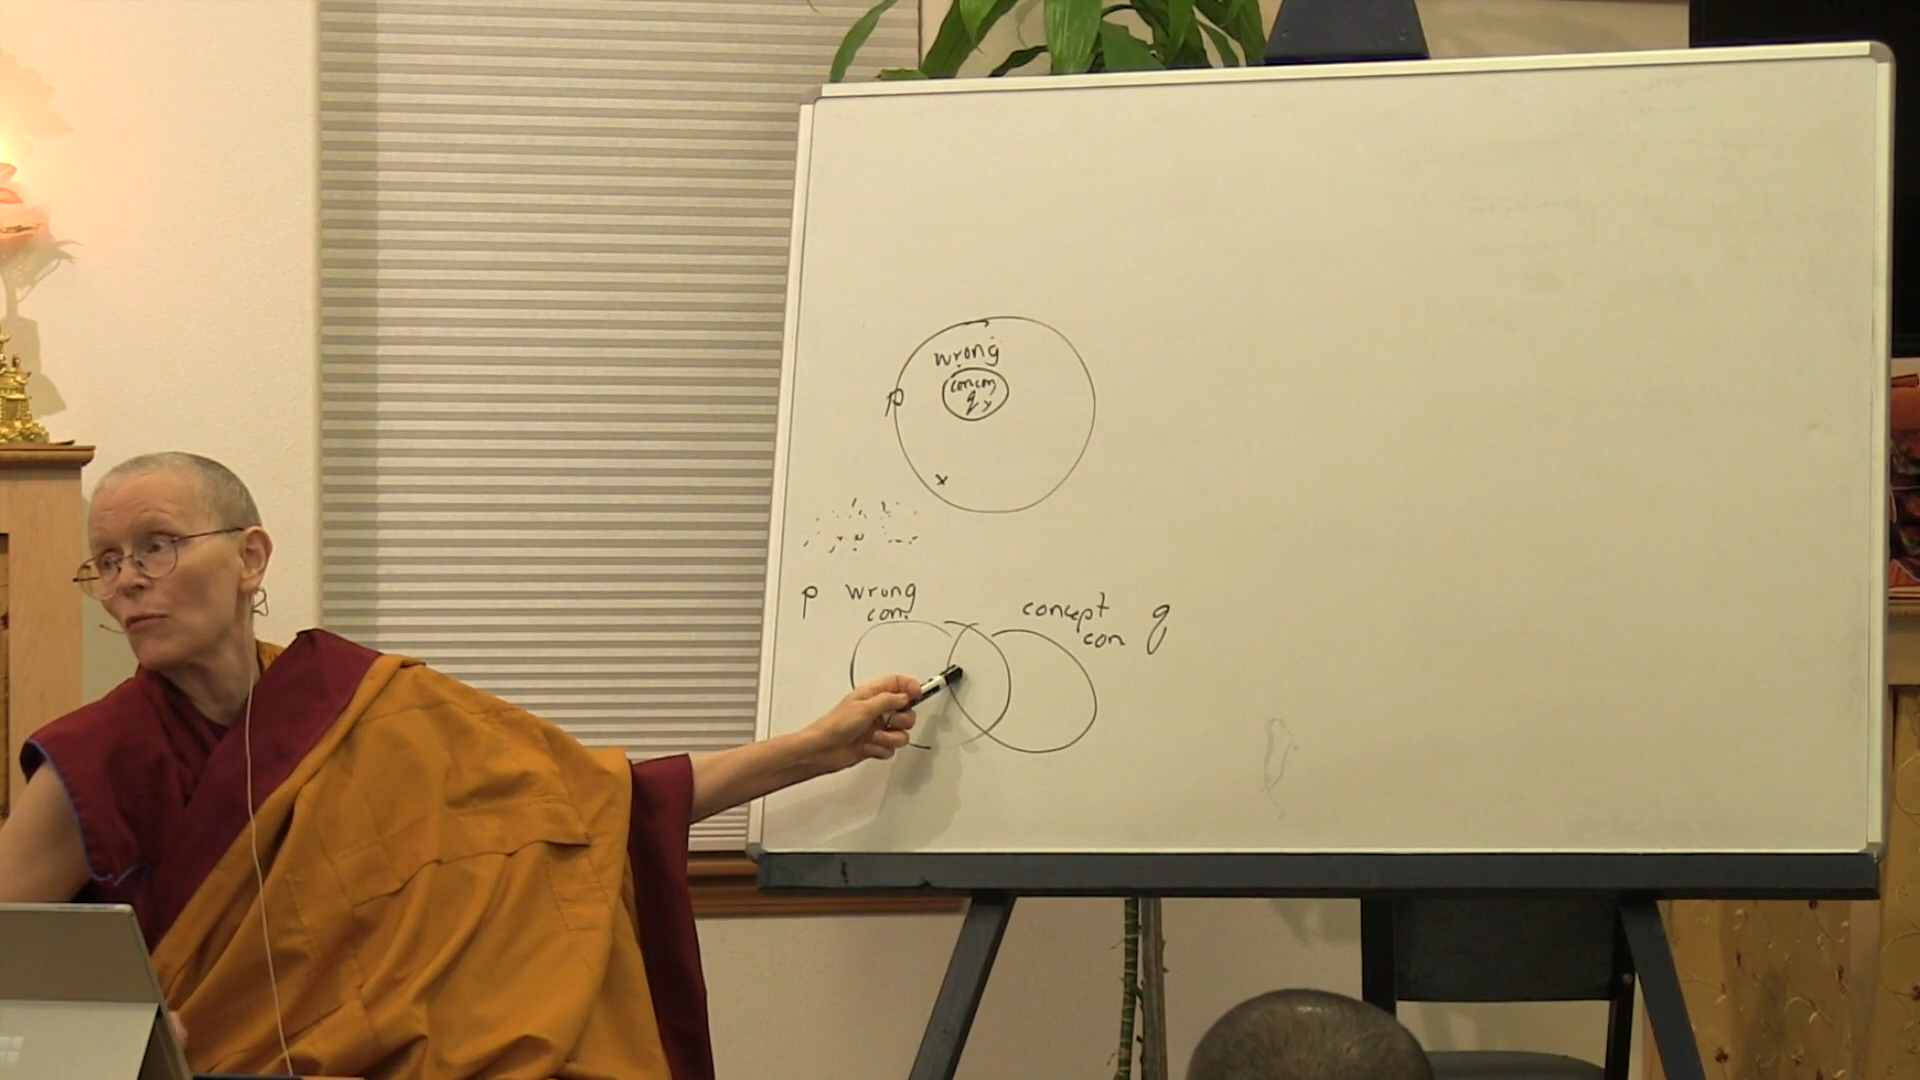 wrong
concon
p
q x
x
p wrong
con.
concept q
con